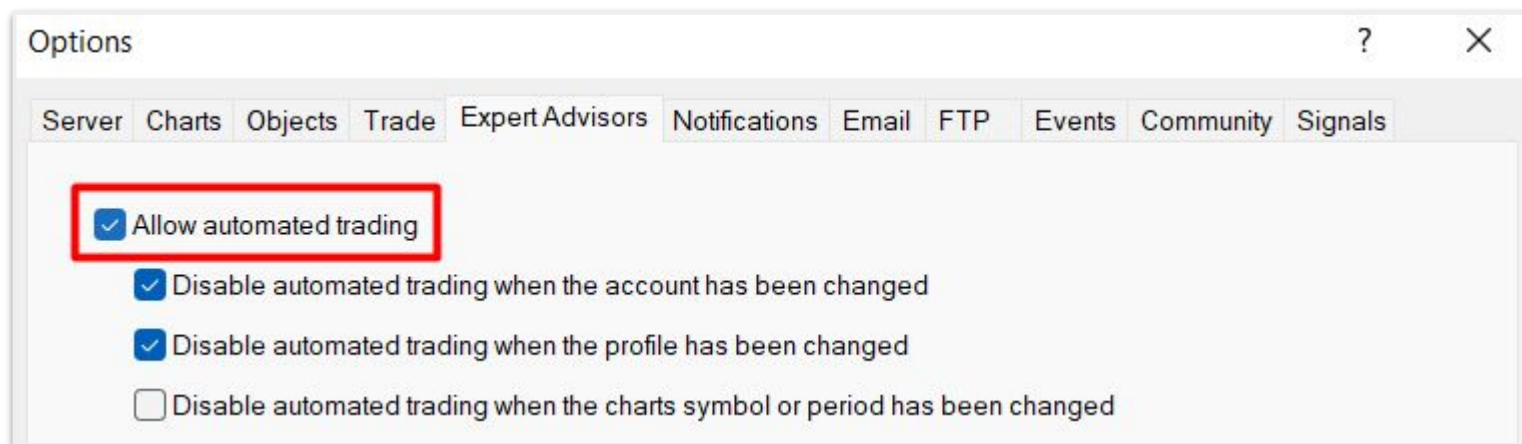 Options ?
Server Charts Objects Trade Expert Advisors Notifications Email FTP Events Community Signals
Allow automated trading
Disable automated trading when the account has been changed
Disable automated trading when the profile has been changed
Disable automated trading when the charts symbol or period has been changed